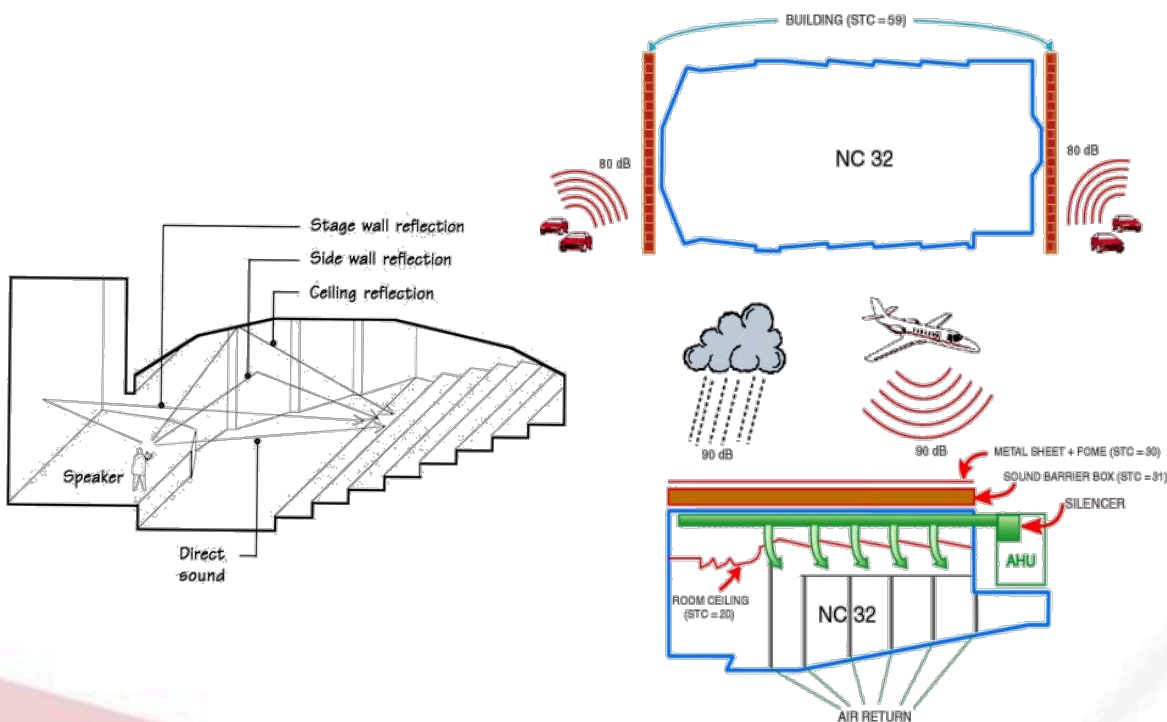 Stage wall reflection
Side wall reflection
Ceiling reflection
Speaker
Direct
sound
BUILDING (STC = 59)
80 dB
NC 32
80 dB
90 dB
90 dB
METAL SHEET + FOME (STC = 30)
SOUND BARRIER BOX (STC = 31)
SILENCER
AHU
ROOM CEILING
(STC = 20)
NC 32
AIR RETURN